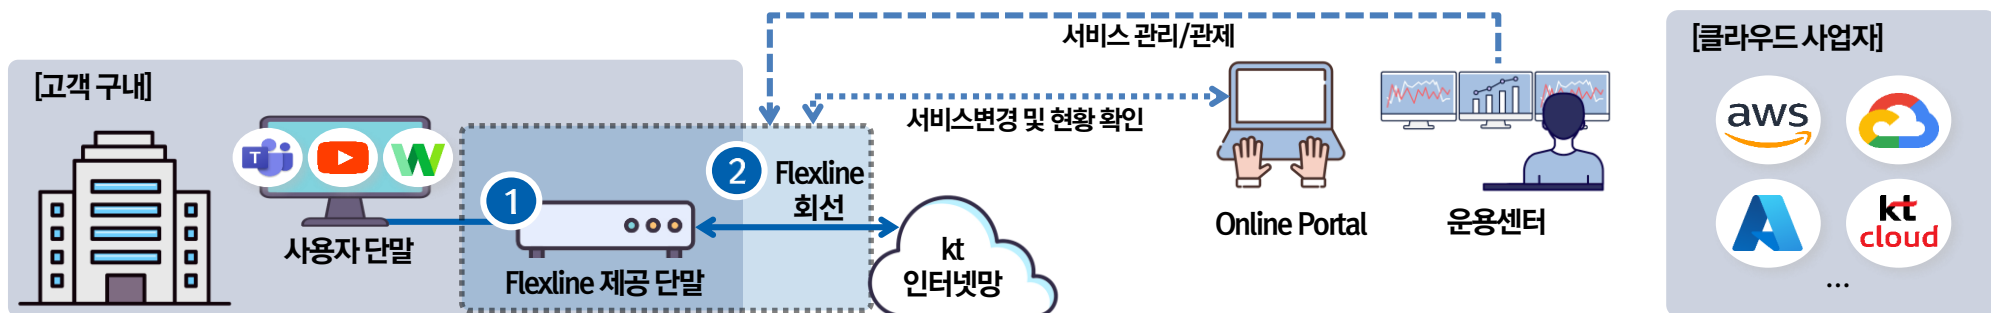 [고객 구내]
사용자 단말
1
Flexline 제공 단말
2
Flexline
회선
kt
인터넷망
서비스 관리/관제
서비스변경 및 현황 확인
Online Portal
운용센터
[클라우드 사업자]
aws
kt
cloud
...